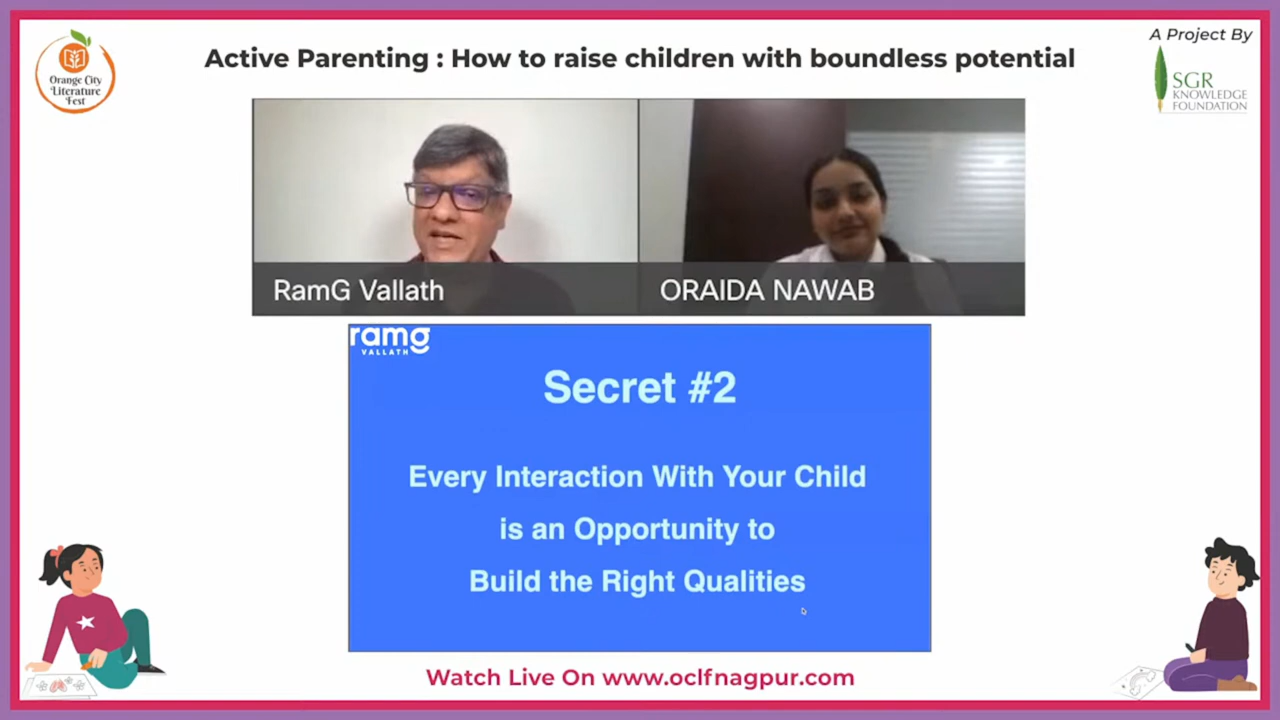 Orange City
Literature
Fest
Active Parenting : How to raise children with boundless potential
A Project By
SGR
KNOWLEDGE
FOUNDATION
RamG Vallath
ORAIDA NAWAB
ramg
VALLATH
Secret #2
Every Interaction With Your Child
is an Opportunity to
Build the Right Qualities
Watch Live On www.oclfnagpur.com